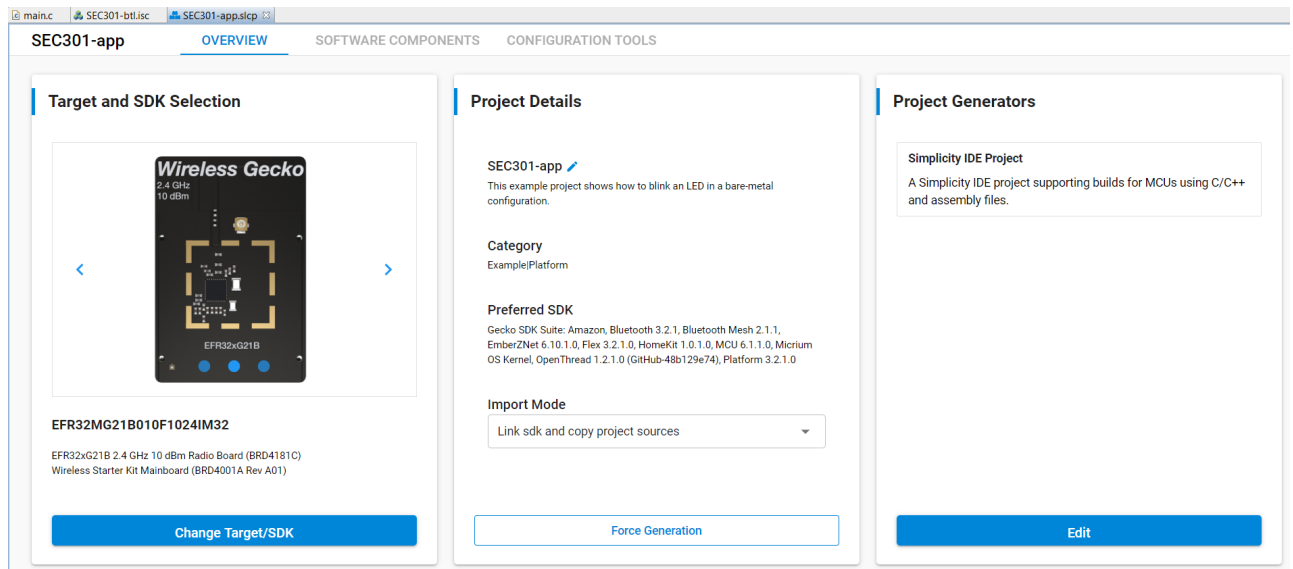 main.c
SEC301-btl.isc
SEC301-app.slcp
SEC301-app
OVERVIEW
SOFTWARE COMPONENTS
CONFIGURATION TOOLS
Target and SDK Selection
Wireless Gecko
2.4 GHz
10 dBm
EFR32xG21B
EFR32MG21B010F1024IM32
EFR32xG21B 2.4 GHz 10 dBm Radio Board (BRD4181C)
Wireless Starter Kit Mainboard (BRD4001A Rev A01)
Change Target/SDK
Project Details
SEC301-app
This example project shows how to blink an LED in a bare-metal
configuration.
Category
Example|Platform
Preferred SDK
Gecko SDK Suite: Amazon, Bluetooth 3.2.1, Bluetooth Mesh 2.1.1,
EmberZNet 6.10.1.0, Flex 3.2.1.0, HomeKit 1.0.1.0, MCU 6.1.1.0, Micrium
OS Kernel, OpenThread 1.2.1.0 (GitHub-48b129e74), Platform 3.2.1.0
Import Mode
Link sdk and copy project sources
Force Generation
Project Generators
Simplicity IDE Project
A Simplicity IDE project supporting builds for MCUs using C/C++
and assembly files.
Edit